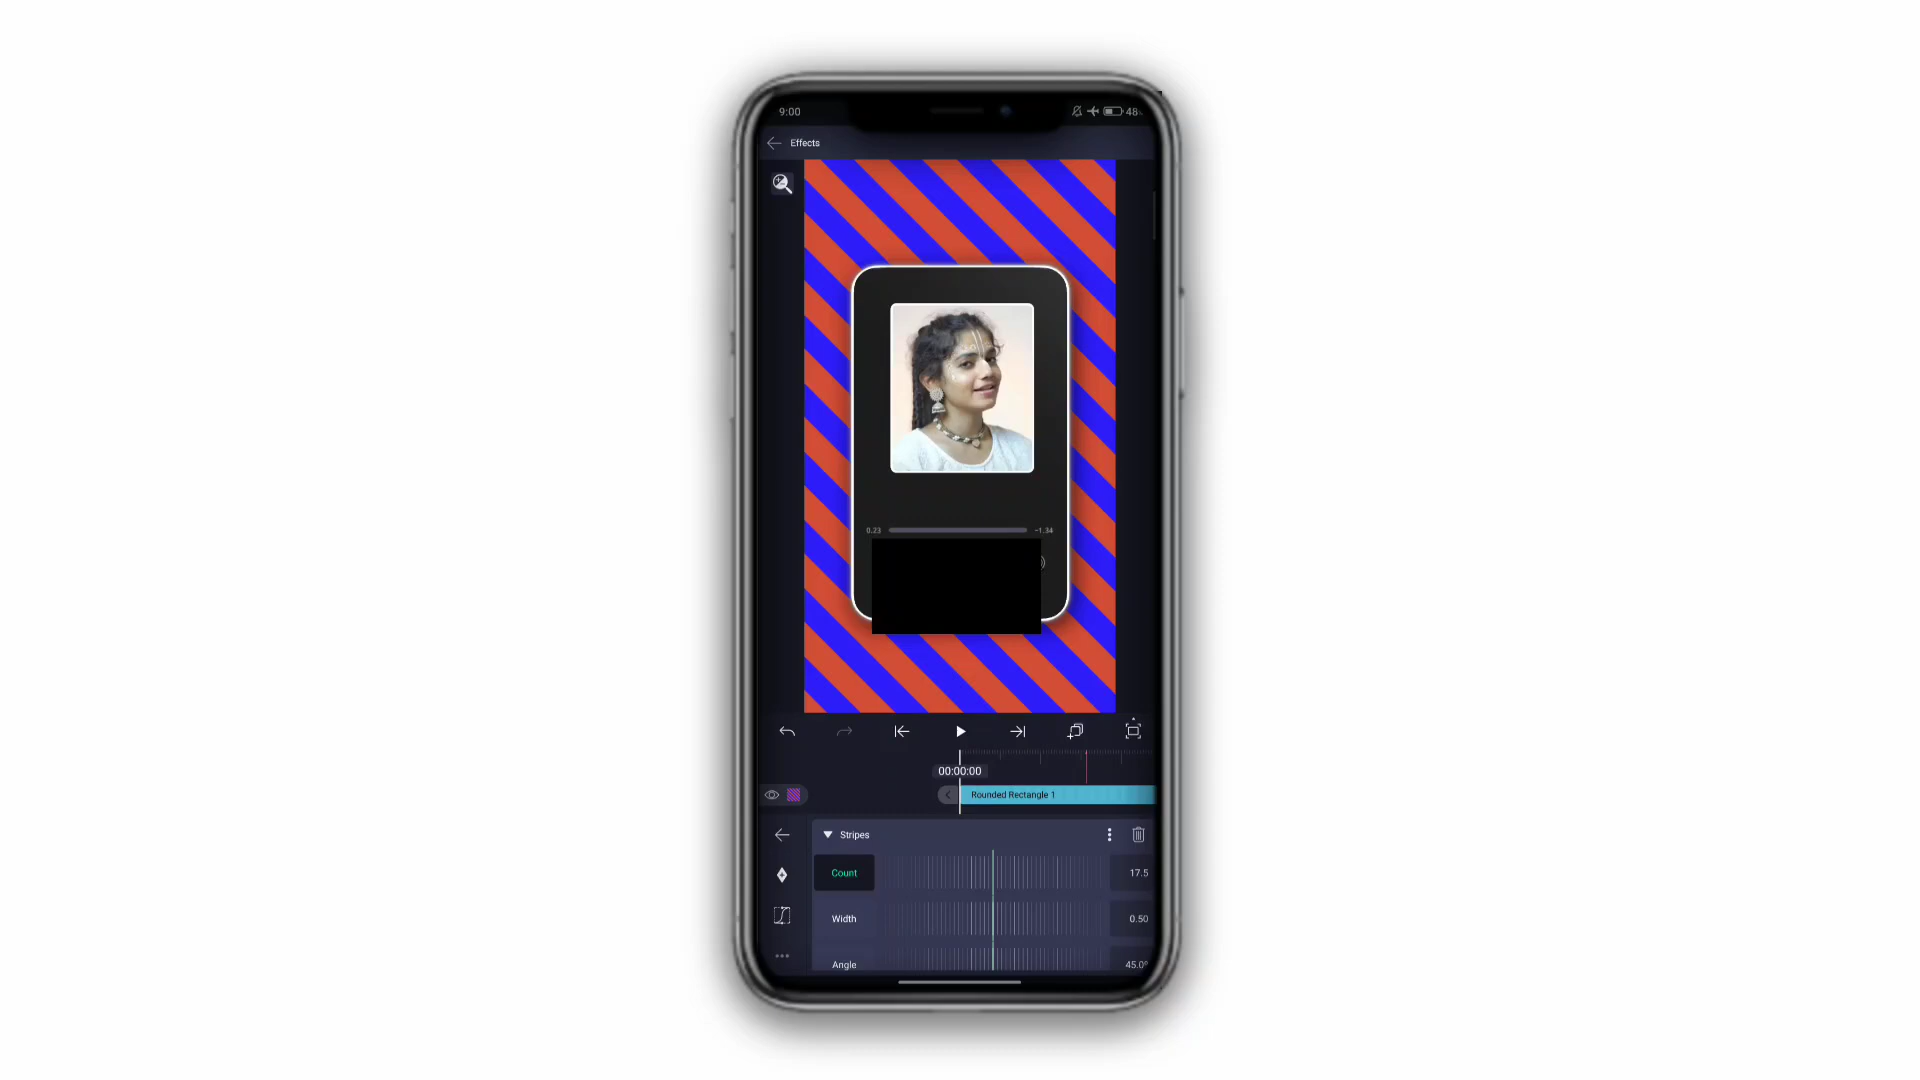 9:00
48
Effects
0.23
-1.34
00:00:00
Rounded Rectangle 1
Stripes
Count
17.5
Width
0.50
Angle
45.0°